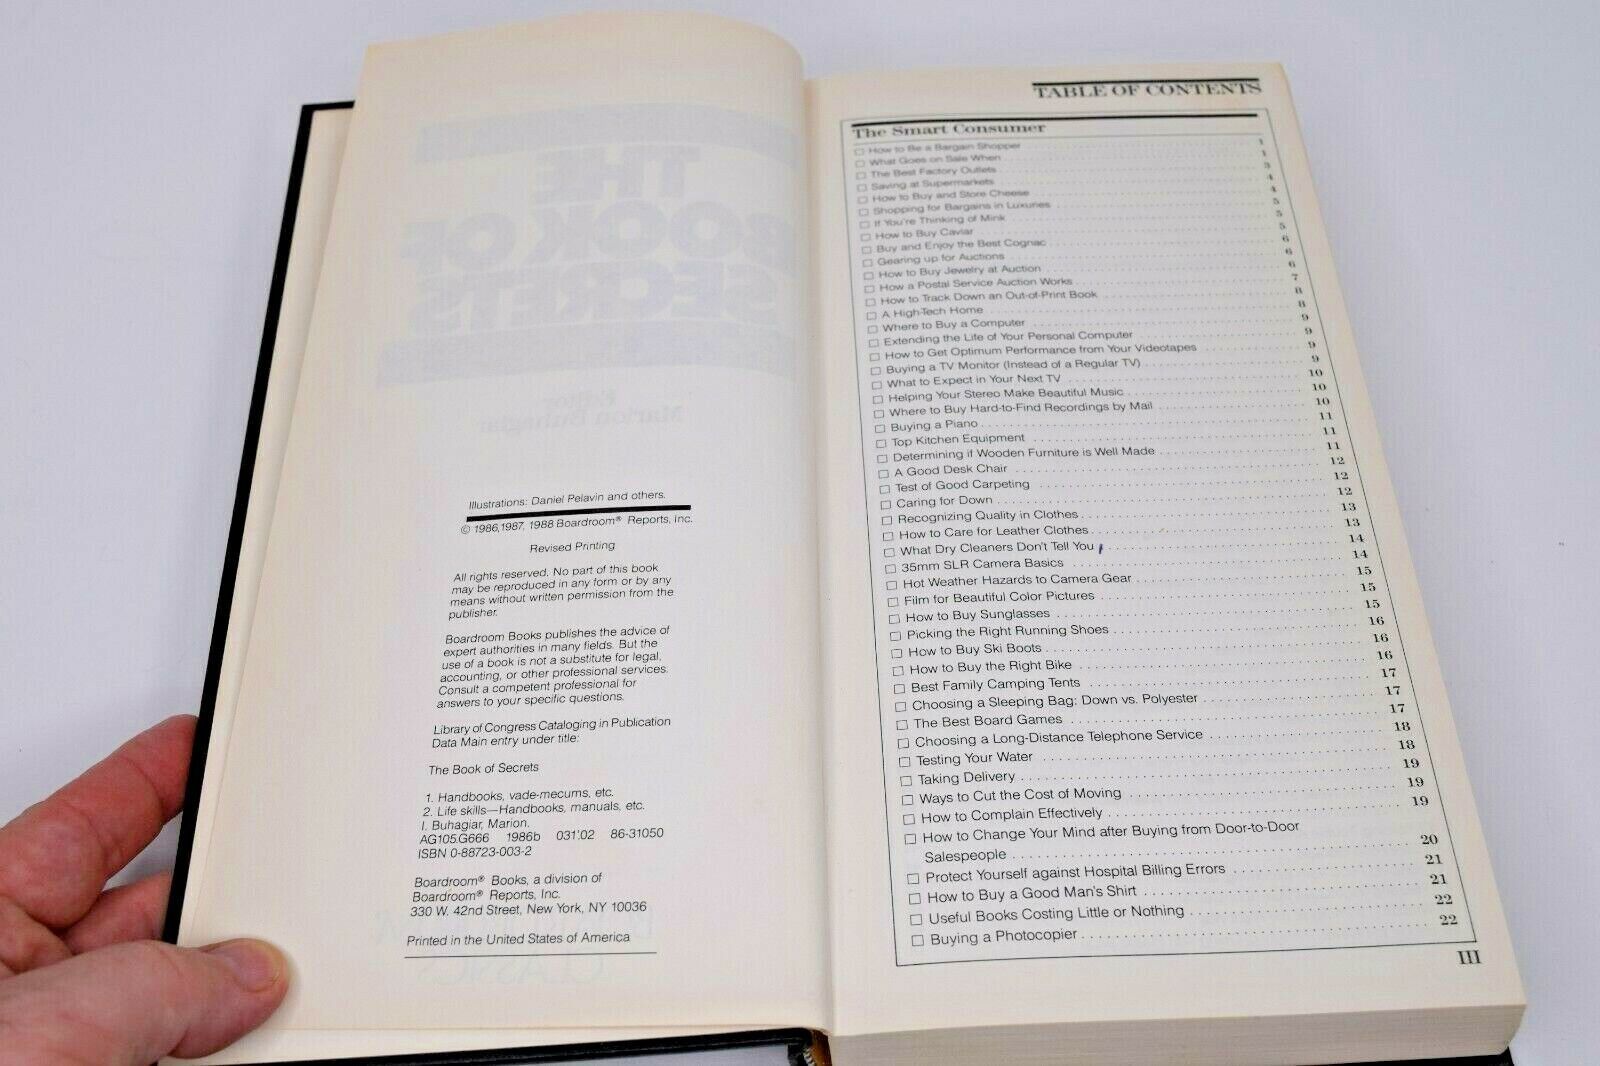 Illustrations: Daniel Pelavin and others.
© 1986,1987, 1988 Boardroom® Reports, Inc.
Revised Printing
All rights reserved. No part of this book
may be reproduced in any form or by any
means without written permission from the
publisher.
Boardroom Books publishes the advice of
expert authorities in many fields. But the
use of a book is not a substitute for legal,
accounting, or other professional services.
Consult a competent professional for
answers to your specific questions.
Library of Congress Cataloging in Publication
Data Main entry under title:
The Book of Secrets
1. Handbooks, vade-mecums, etc.
2. Life skills—Handbooks, manuals, etc.
I. Buhagiar, Marion.
AG105.G666 1986b 031'.02 86-31050
ISBN 0-88723-003-2
Boardroom® Books, a division of
Boardroom® Reports, Inc.
330 W. 42nd Street, New York, NY 10036
Printed in the United States of America
TABLE OF CONTENTS
The Smart Consumer
□ How to Be a Bargain Shopper 1
□ What Goes on Sale When 1
□ The Best Factory Outlets 3
□ Saving at Supermarkets 4
□ How to Buy and Store Cheese 4
□ Shopping for Bargains in Luxuries 5
□ If You're Thinking of Mink 5
□ How to Buy Caviar 5
□ Buy and Enjoy the Best Cognac 6
□ Gearing up for Auctions 6
□ How to Buy Jewelry at Auction 6
□ How a Postal Service Auction Works 7
□ How to Track Down an Out-of-Print Book 8
□ A High-Tech Home 8
□ Where to Buy a Computer 9
□ Extending the Life of Your Personal Computer 9
□ How to Get Optimum Performance from Your Videotapes 9
□ Buying a TV Monitor (Instead of a Regular TV) 9
□ What to Expect in Your Next TV 10
□ Helping Your Stereo Make Beautiful Music 10
□ Where to Buy Hard-to-Find Recordings by Mail 10
□ Buying a Piano 11
□ Top Kitchen Equipment 11
□ Determining if Wooden Furniture is Well Made 11
□ A Good Desk Chair 12
□ Test of Good Carpeting 12
□ Caring for Down 12
□ Recognizing Quality in Clothes 13
□ How to Care for Leather Clothes 13
□ What Dry Cleaners Don't Tell You 14
□ 35mm SLR Camera Basics 14
□ Hot Weather Hazards to Camera Gear 15
□ Film for Beautiful Color Pictures 15
□ How to Buy Sunglasses 15
□ Picking the Right Running Shoes 16
□ How to Buy Ski Boots 16
□ How to Buy the Right Bike 16
□ Best Family Camping Tents 17
□ Choosing a Sleeping Bag: Down vs. Polyester 17
□ The Best Board Games 17
□ Choosing a Long-Distance Telephone Service 18
□ Testing Your Water 18
□ Taking Delivery 19
□ Ways to Cut the Cost of Moving 19
□ How to Complain Effectively 19
□ How to Change Your Mind after Buying from Door-to-Door
Salespeople 20
□ Protect Yourself against Hospital Billing Errors 21
□ How to Buy a Good Man's Shirt 21
□ Useful Books Costing Little or Nothing 22
□ Buying a Photocopier 22
III